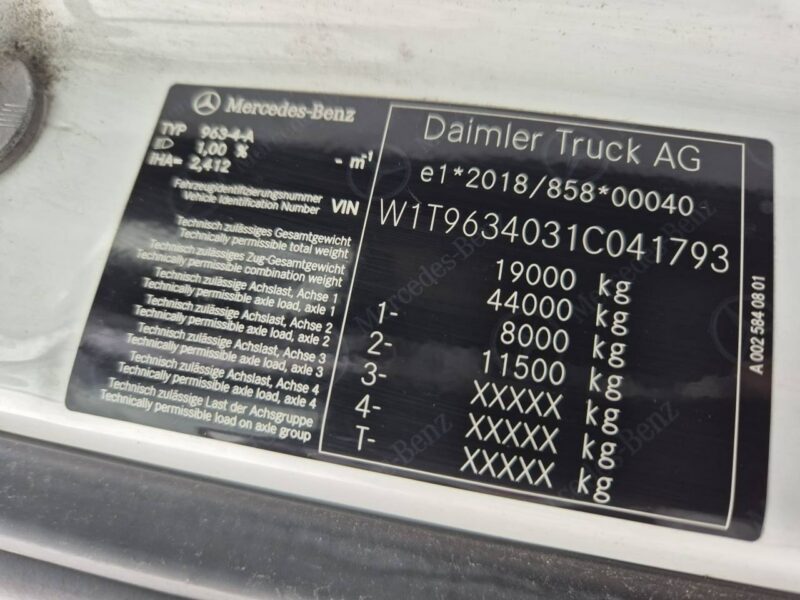 Mercedes-Benz
TYP 963-4-A
1,00 % - m⁻¹
IHA= 2,412
Fahrzeugidentifizierungsnummer
Vehicle Identification Number VIN
Technisch zulässiges Gesamtgewicht
Technically permissible total weight
Technisch zulässiges Zug-Gesamtgewicht
Technically permissible combination weight
Technisch zulässige Achslast, Achse 1
Technically permissible axle load, axle 1
Technisch zulässige Achslast, Achse 2
Technically permissible axle load, axle 2
Technisch zulässige Achslast, Achse 3
Technically permissible axle load, axle 3
Technisch zulässige Achslast, Achse 4
Technically permissible axle load, axle 4
Technisch zulässige Last der Achsgruppe
Technically permissible load on axle group
Daimler Truck AG
e1*2018/858*00040
W1T9634031C041793
19000 kg
44000 kg
1- 8000 kg
2- 11500 kg
3- XXXXX kg
4- XXXXX kg
T- XXXXX kg
A 002 584 08 01